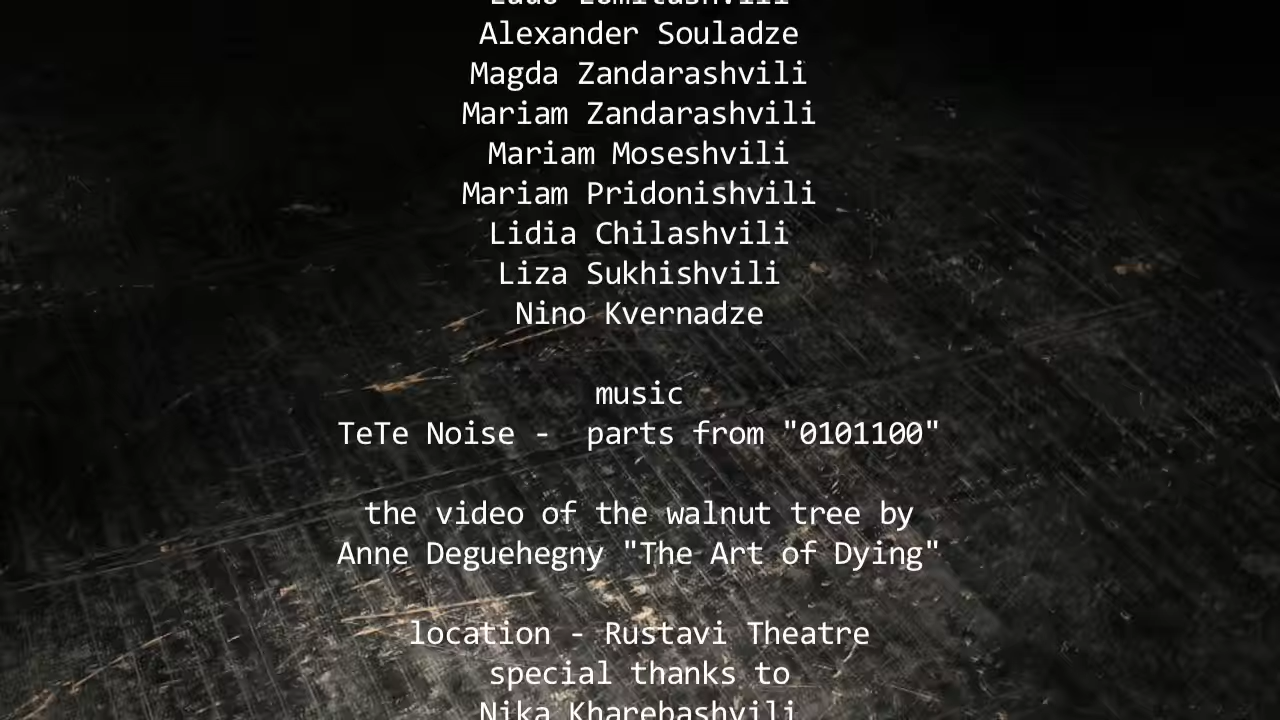 Alexander Souladze
Magda Zandarashvili
Mariam Zandarashvili
Mariam Moseshvili
Mariam Pridonishvili
Lidia Chilashvili
Liza Sukhishvili
Nino Kvernadze
music
TeTe Noise -  parts from "0101100"
the video of the walnut tree by
Anne Deguehegny "The Art of Dying"
location - Rustavi Theatre
special thanks to
Nika Kharebashvili